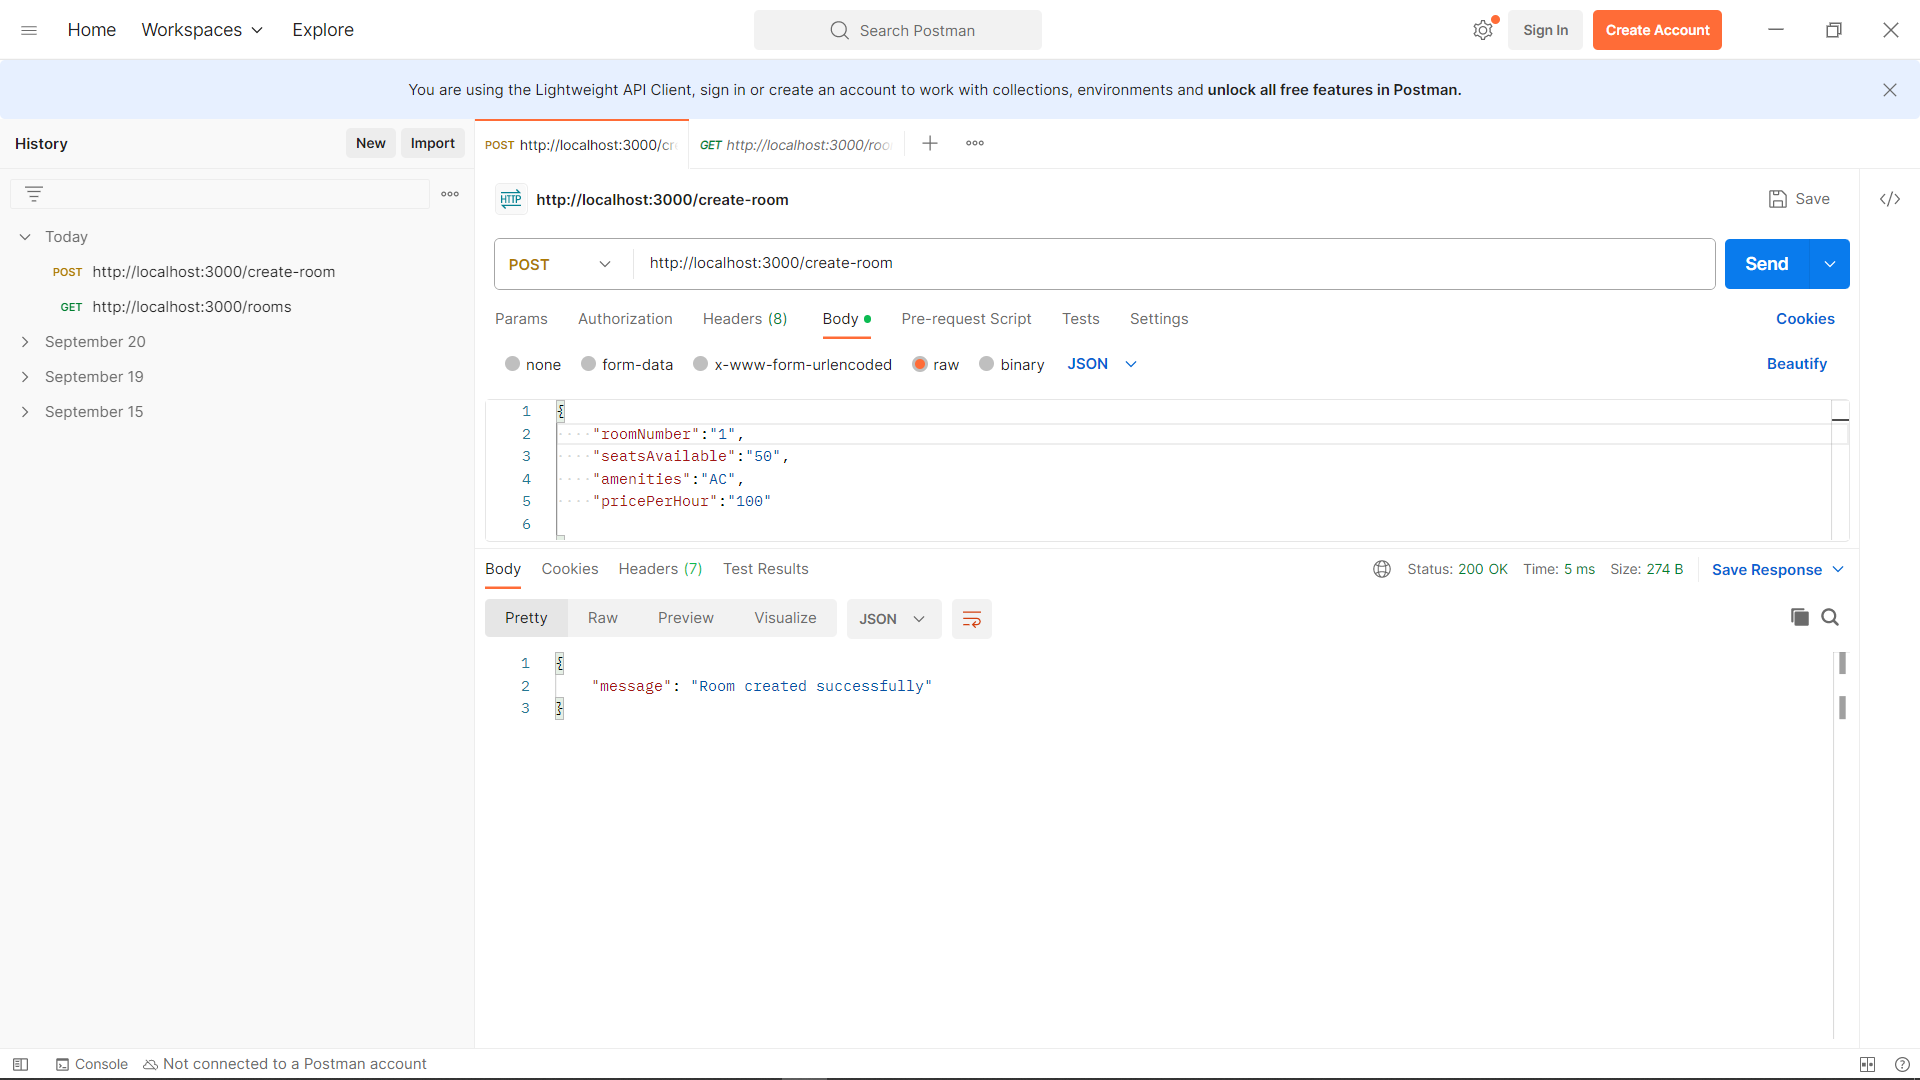 Home Workspaces Explore Search Postman Sign In Create Account
You are using the Lightweight API Client, sign in or create an account to work with collections, environments and unlock all free features in Postman.
History New Import
POST http://localhost:3000/cr GET http://localhost:3000/roo
HTTP http://localhost:3000/create-room Save
Today
POST http://localhost:3000/create-room
GET http://localhost:3000/rooms
September 20
September 19
September 15
POST http://localhost:3000/create-room Send
Params Authorization Headers (8) Body Pre-request Script Tests Settings Cookies
none form-data x-www-form-urlencoded raw binary JSON Beautify
1 {
2 "roomNumber":"1",
3 "seatsAvailable":"50",
4 "amenities":"AC",
5 "pricePerHour":"100"
6
Body Cookies Headers (7) Test Results Status: 200 OK Time: 5 ms Size: 274 B Save Response
Pretty Raw Preview Visualize JSON
1 {
2 "message": "Room created successfully"
3 }
Console Not connected to a Postman account